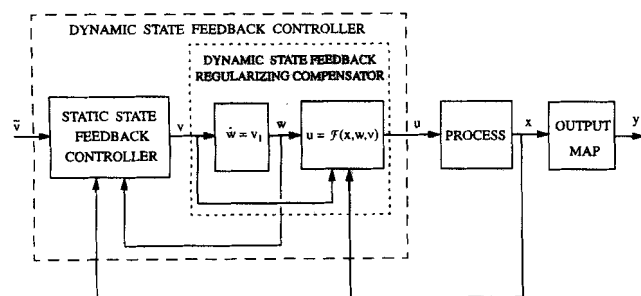 DYNAMIC STATE FEEDBACK CONTROLLER
DYNAMIC STATE FEEDBACK
REGULARIZING COMPENSATOR
v̄
STATIC STATE
FEEDBACK
CONTROLLER
v
ẇ = v₁
w
u = ℱ(x,w,v)
u
PROCESS
x
OUTPUT
MAP
y